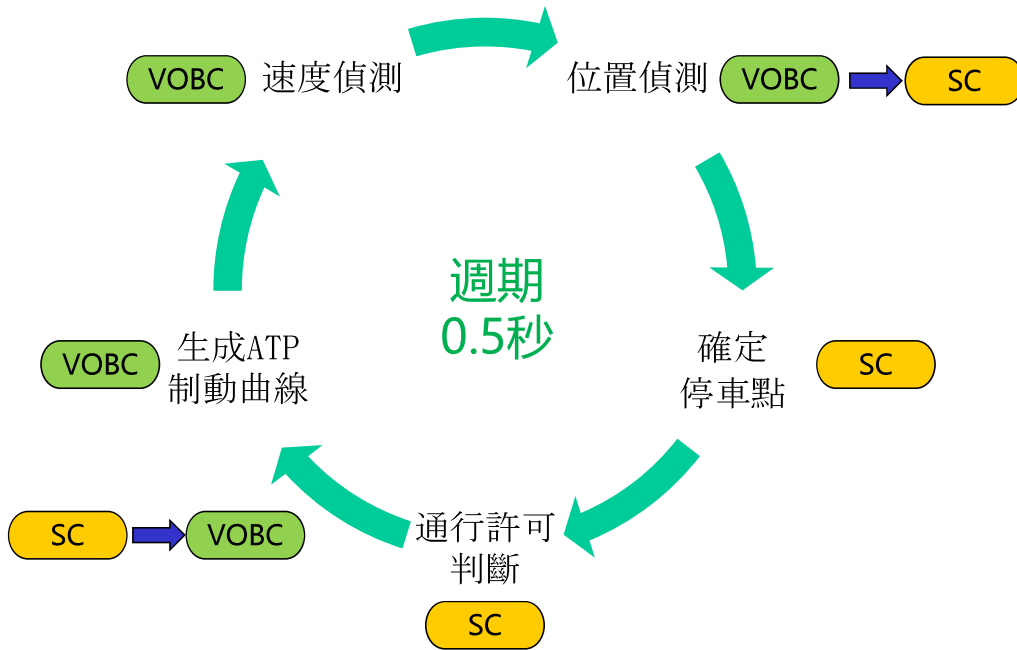 VOBC
速度偵測
位置偵測
VOBC
SC
週期
0.5秒
確定
停車點
SC
VOBC
生成ATP
制動曲線
SC
VOBC
通行許可
判斷
SC